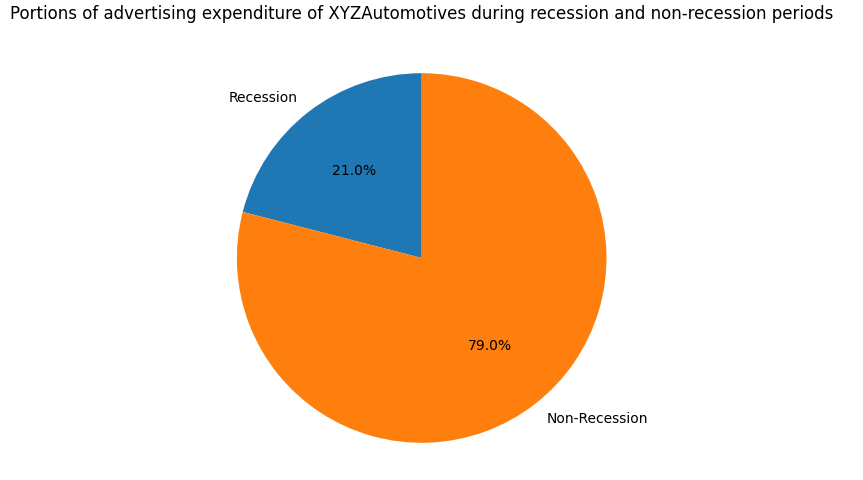 Portions of advertising expenditure of XYZAutomotives during recession and non-recession periods
Recession
21.0%
79.0%
Non-Recession